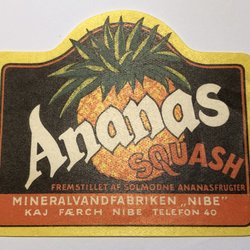 Ananas
SQUASH
FREMSTILLET AF SOLMODNE ANANASFRUGTER
MINERALVANDFABRIKEN „NIBE"
KAJ FÆRCH NIBE TELEFON 40